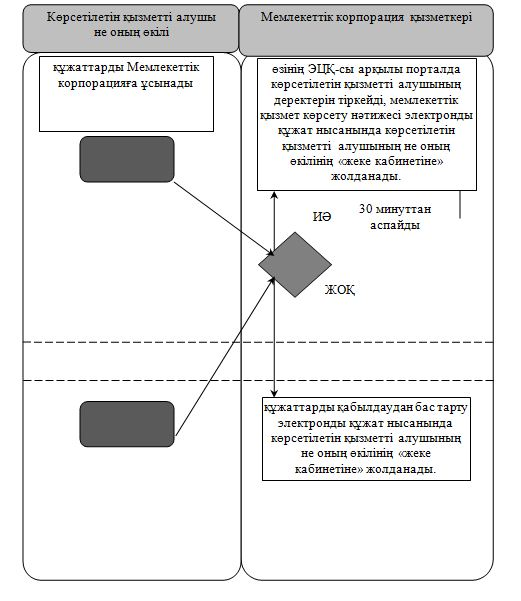 Көрсетілетін қызметті алушы
не оның өкілі
Мемлекеттік корпорация қызметкері
құжаттарды Мемлекеттік
корпорацияға ұсынады
өзінің ЭЦҚ-сы арқылы порталда
көрсетілетін қызметті алушының
деректерін тіркейді, мемлекеттік
қызмет көрсету нәтижесі электронды
құжат нысанында көрсетілетін
қызметті алушының не оның
өкілінің «жеке кабинетіне»
жолданады.
ИӘ
30 минуттан
аспайды
ЖОҚ
құжаттарды қабылдаудан бас тарту
электронды құжат нысанында
көрсетілетін қызметті алушының
не оның өкілінің «жеке
кабинетіне» жолданады.